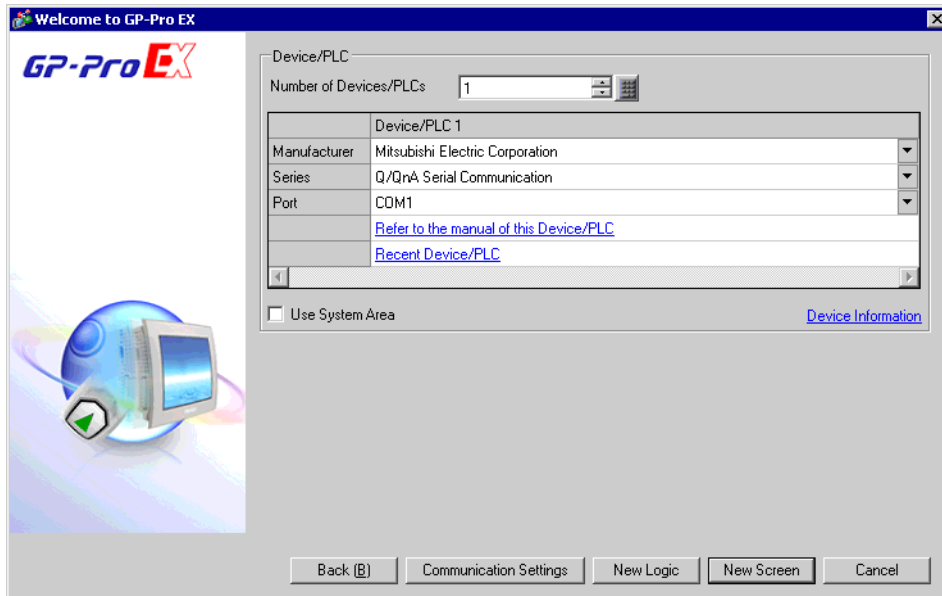 Welcome to GP-Pro EX
GP-Pro EX
Device/PLC
Number of Devices/PLCs 1
Device/PLC 1
Manufacturer Mitsubishi Electric Corporation
Series Q/QnA Serial Communication
Port COM1
Refer to the manual of this Device/PLC
Recent Device/PLC
Use System Area Device Information
Back (B) Communication Settings New Logic New Screen Cancel